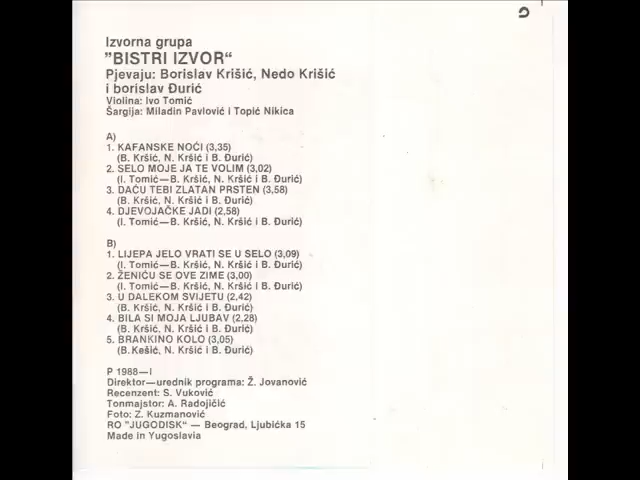 Izvorna grupa
"BISTRI IZVOR"
Pjevaju: Borislav Krišić, Nedo Krišić
i borislav Đurić
Violina: Ivo Tomić
Šargija: Miladin Pavlović i Topić Nikica
A)
1. KAFANSKE NOĆI (3,35)
(B. Kršić, N. Kršić i B. Đurić)
2. SELO MOJE JA TE VOLIM (3,02)
(I. Tomić—B. Kršić, N. Kršić i B. Đurić)
3. DAĆU TEBI ZLATAN PRSTEN (3,58)
(B. Kršić, N. Kršić i B. Đurić)
4. DJEVOJAČKE JADI (2,58)
(I. Tomić—B. Kršić, N. Kršić i B. Đurić)
B)
1. LIJEPA JELO VRATI SE U SELO (3,09)
(I. Tomić—B. Kršić, N. Kršić i B. Đurić)
2. ŽENIĆU SE OVE ZIME (3,00)
(I. Tomić—B. Kršić, N. Kršić i B. Đurić)
3. U DALEKOM SVIJETU (2,42)
(B. Kršić, N. Kršić i B. Đurić)
4. BILA SI MOJA LJUBAV (2,28)
(B. Kršić, N. Kršić i B. Đurić)
5. BRANKINO KOLO (3,05)
(B. Kešić, N. Kršić i B. Đurić)
P 1988—I
Direktor—urednik programa: Ž. Jovanović
Recenzent: S. Vuković
Tonmajstor: A. Radojičić
Foto: Z. Kuzmanović
RO "JUGODISK" — Beograd, Ljubićka 15
Made in Yugoslavia